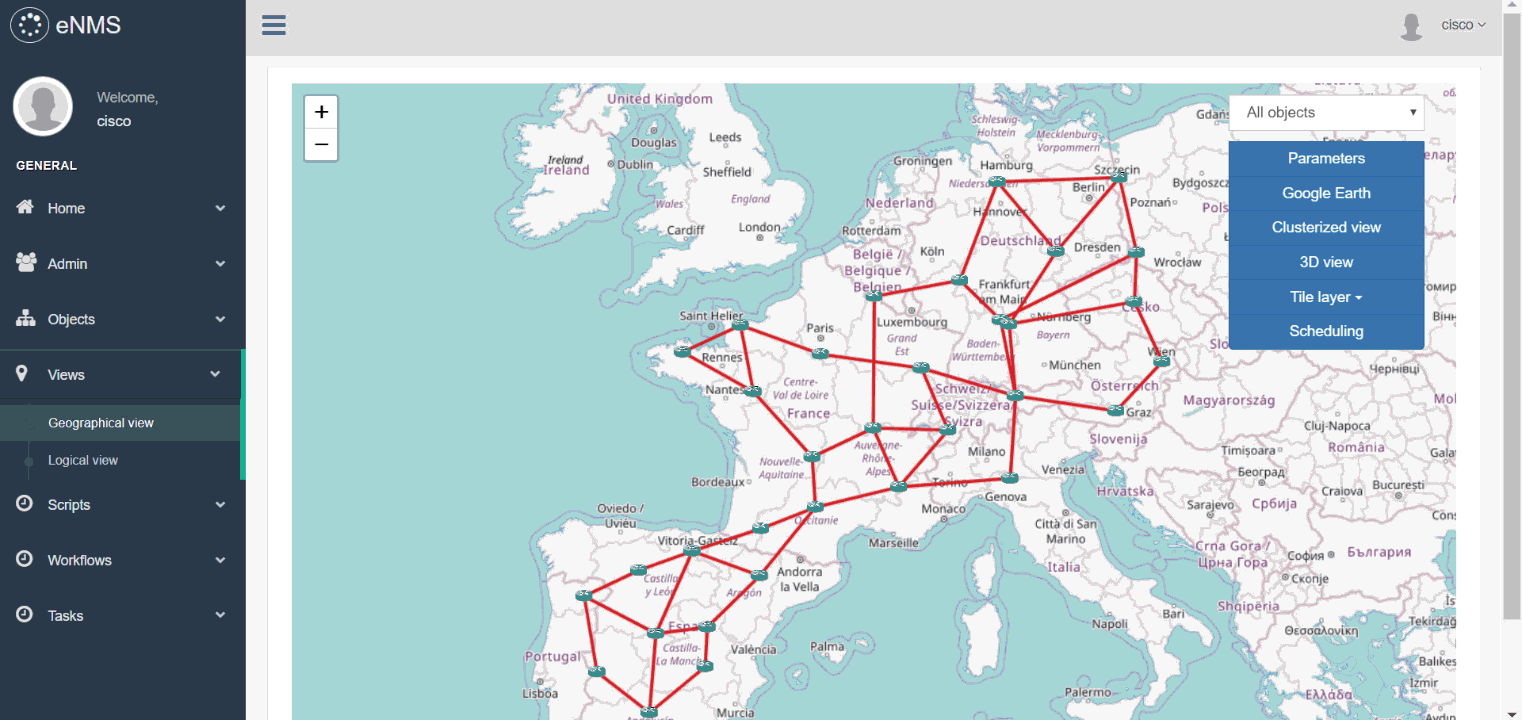 eNMS
cisco
Welcome,
cisco
GENERAL
Home
Admin
Objects
Views
Geographical view
Logical view
Scripts
Workflows
Tasks
+
−
All objects
Parameters
Google Earth
Clusterized view
3D view
Tile layer
Scheduling
United Kingdom
Douglas
Leeds
Ireland
Ireland
Dublin
Sheffield
Wales
England
Cardiff
London
Schleswig-
Holstein
Mecklenburg-
Vorpommern
Gdańs
Groningen
Hamburg
Szczecin
Bydgoszcz
Berlin
Nederland
Hannover
Poznań
Pols
Rotterdam
Deutschland
Dresden
Wrocław
België /
Belgique /
Belgien
Köln
Frankfurt
am Main
Česko
Saint Helier
Paris
Luxembourg
Nürnberg
Bayern
Grand
Est
Baden-
Württemberg
Rennes
Wien
München
Nantes
Centre-
Val de Loire
France
Schweiz/
Suisse/Svizzera/
Svizra
Österreich
Graz
Magyarország
Чернівці
Cluj-Napoca
Slovenija
România
Milano
Nouvelle-
Aquitaine
Auvergne-
Rhône-
Alpes
Timișoara
Venezia
Београд
București
Bordeaux
Torino
Genova
Hrvatska
Craiova
Србија
Sarajevo
Oviedo /
Uviéu
Occitanie
Monaco
Marseille
Città di San
Marino
Vitoria-Gasteiz
Crna Gora /
Црна Гора
София
България
Italia
Скопје
Castilla
y León
Andorra
la Vella
Aragón
Shqipëria
Napoli
Bari
Θεσσαλονίκη
Tekirdağ
Castilla-
La Mancha
València
Palma
Portugal
Balıkes
Izmir
Lisboa
Palermo
Ελλάδα
Aydın
Murcia